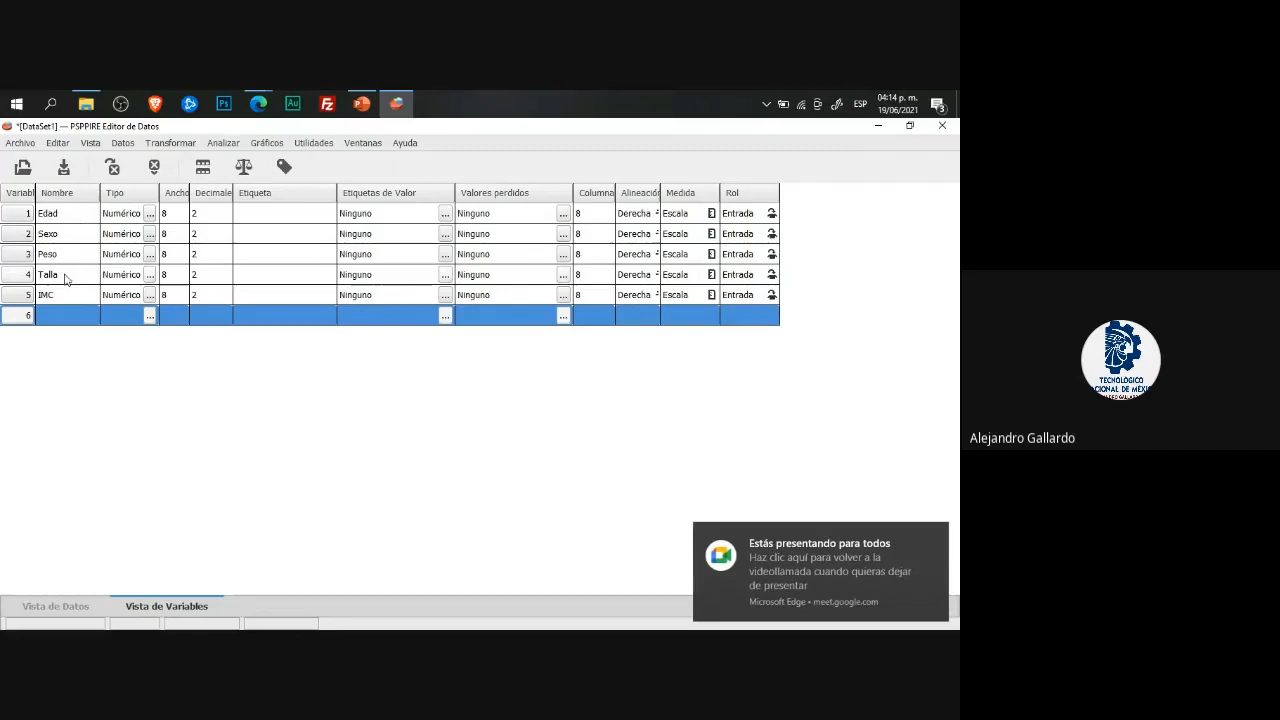 Ps
Au
Fz
ESP
04:14 p. m.
19/06/2021
3
*[DataSet1] — PSPPIRE Editor de Datos
Archivo Editar Vista Datos Transformar Analizar Gráficos Utilidades Ventanas Ayuda
Variabl Nombre Tipo Ancho Decimale Etiqueta Etiquetas de Valor Valores perdidos Columna Alineació Medida Rol
1 Edad Numérico ... 8 2 Ninguno ... Ninguno ... 8 Derecha Escala Entrada
2 Sexo Numérico ... 8 2 Ninguno ... Ninguno ... 8 Derecha Escala Entrada
3 Peso Numérico ... 8 2 Ninguno ... Ninguno ... 8 Derecha Escala Entrada
4 Talla Numérico ... 8 2 Ninguno ... Ninguno ... 8 Derecha Escala Entrada
5 IMC Numérico ... 8 2 Ninguno ... Ninguno ... 8 Derecha Escala Entrada
6 ... ... ...
TECNOLÓGICO
NACIONAL DE MÉXICO
Alejandro Gallardo
Estás presentando para todos
Haz clic aquí para volver a la
videollamada cuando quieras dejar
de presentar
Microsoft Edge • meet.google.com
Vista de Datos Vista de Variables